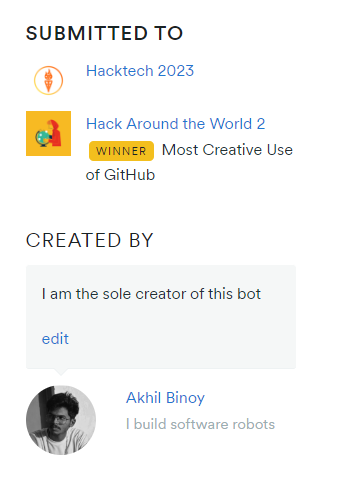 SUBMITTED TO
Hacktech 2023
Hack Around the World 2
WINNER Most Creative Use
of GitHub
CREATED BY
I am the sole creator of this bot
edit
Akhil Binoy
I build software robots